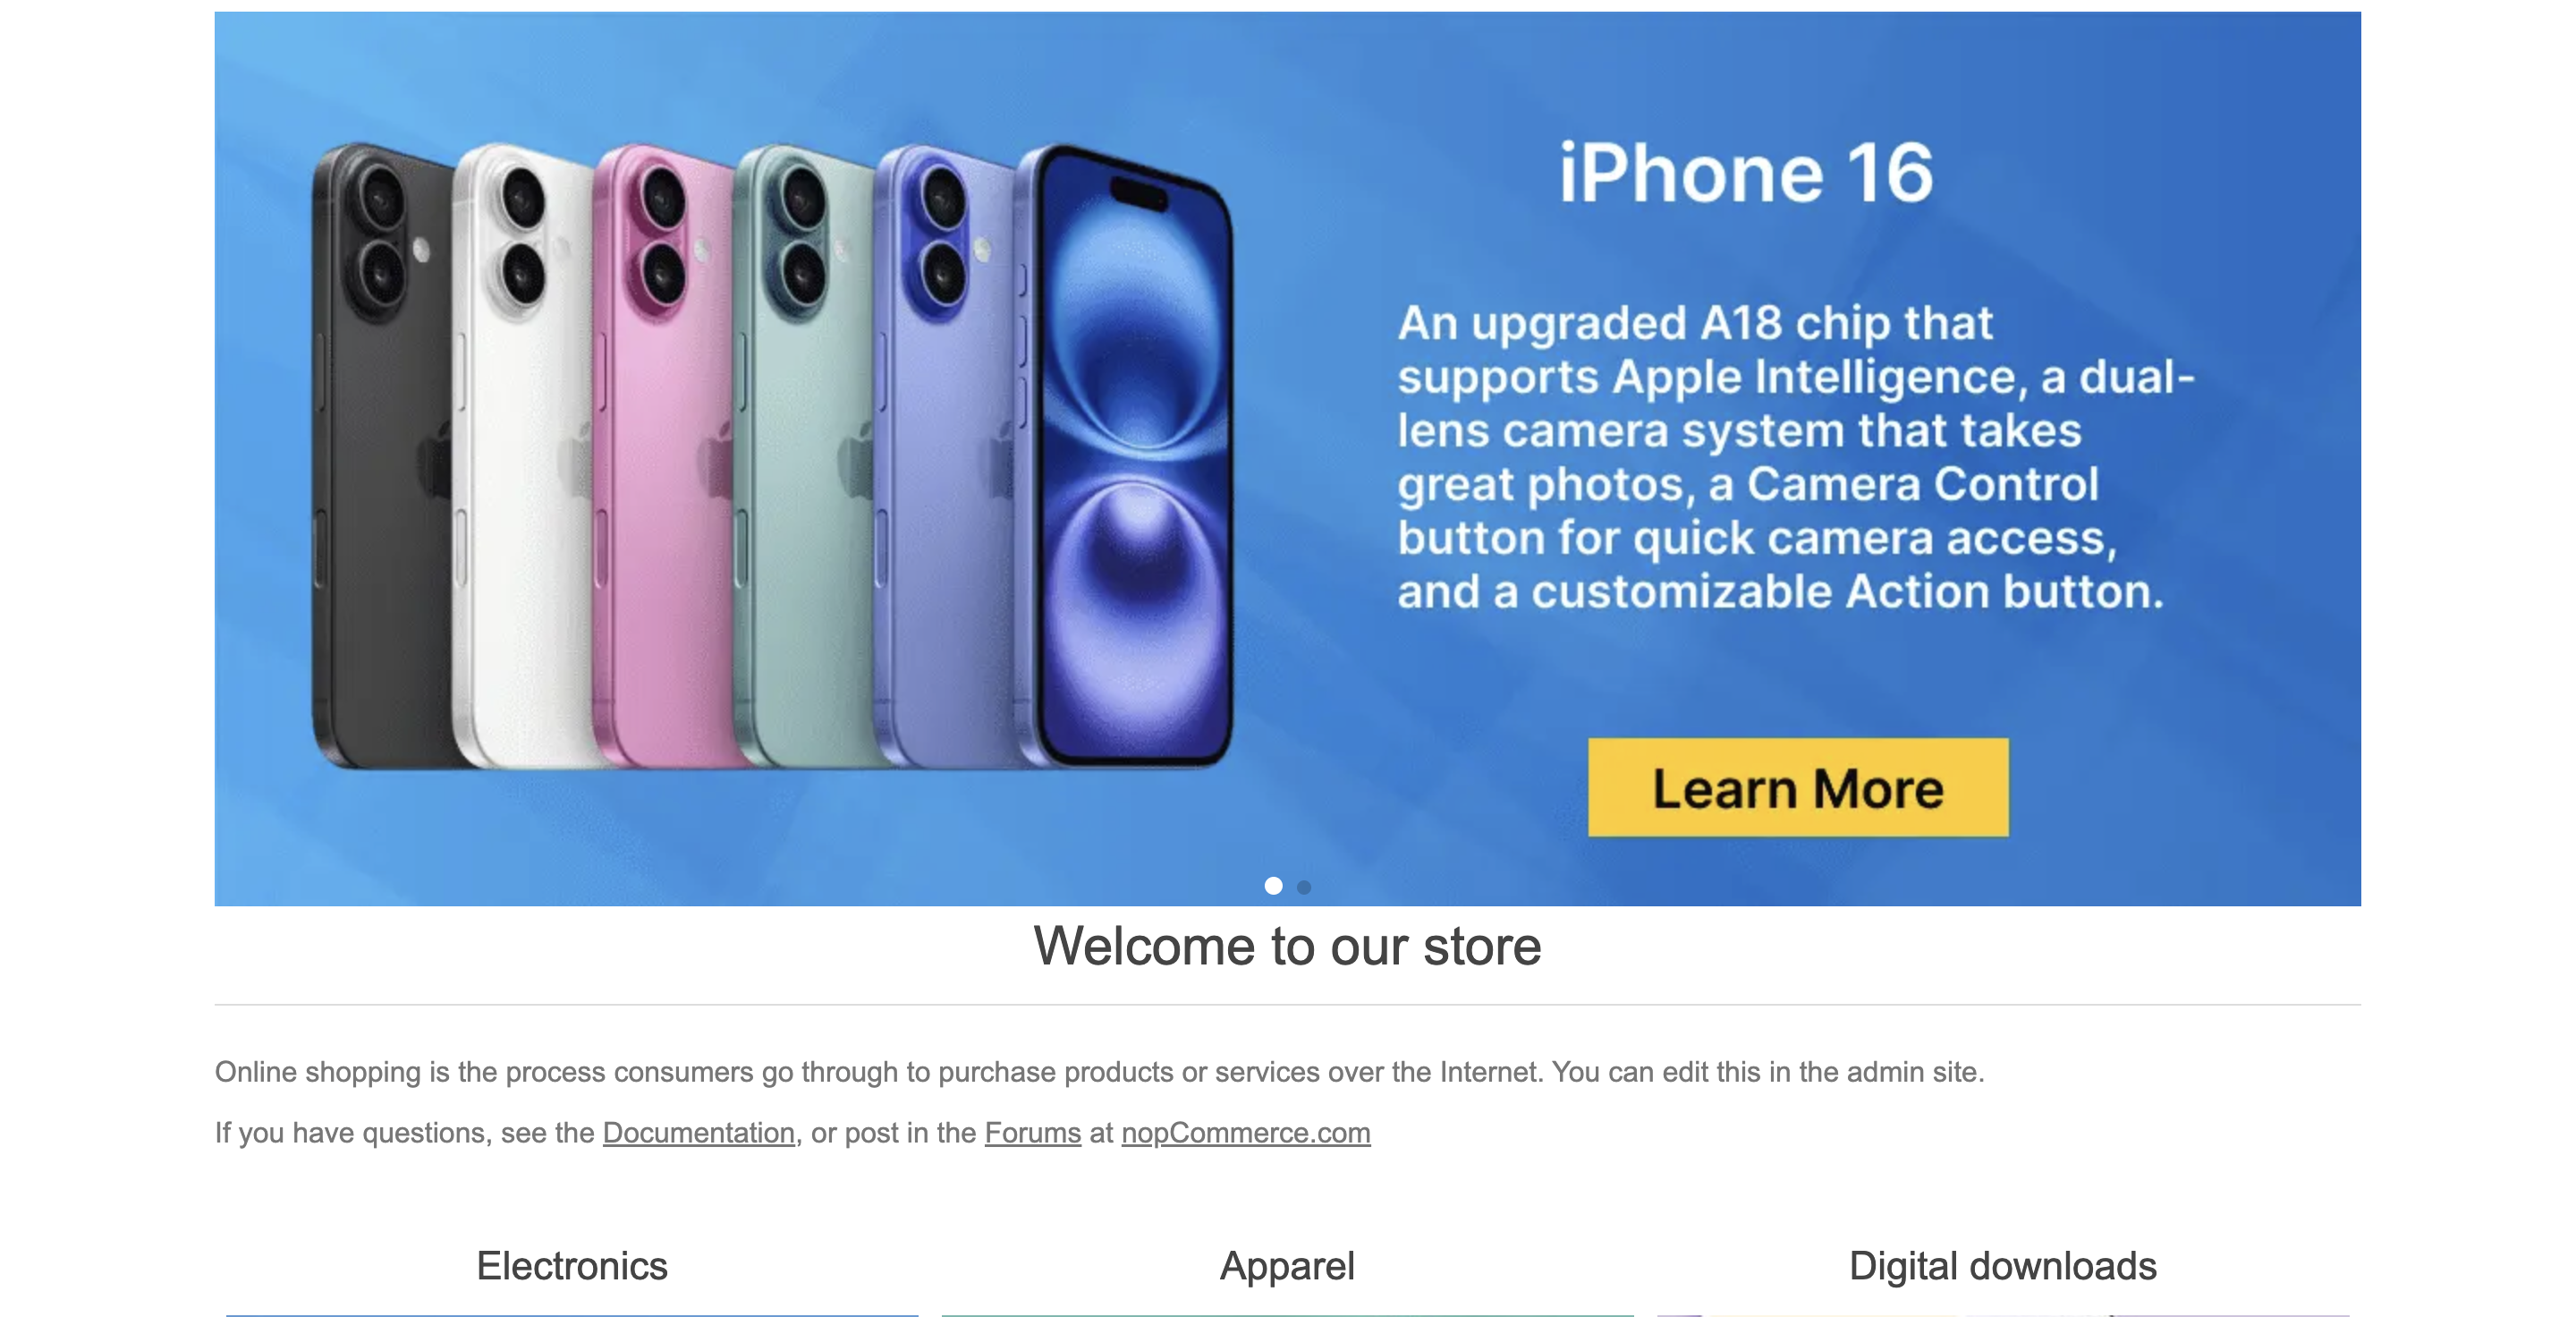 iPhone 16
An upgraded A18 chip that
supports Apple Intelligence, a dual-
lens camera system that takes
great photos, a Camera Control
button for quick camera access,
and a customizable Action button.
Learn More
Welcome to our store
Online shopping is the process consumers go through to purchase products or services over the Internet. You can edit this in the admin site.
If you have questions, see the Documentation, or post in the Forums at nopCommerce.com
Electronics
Apparel
Digital downloads